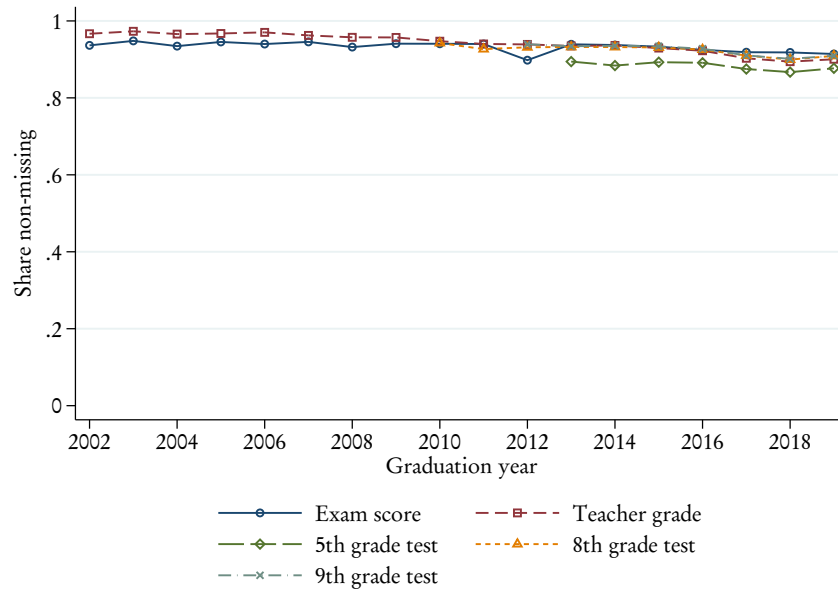 1
.8
.6
.4
.2
0
Share non-missing
2002 2004 2006 2008 2010 2012 2014 2016 2018
Graduation year
Exam score Teacher grade
5th grade test 8th grade test
9th grade test